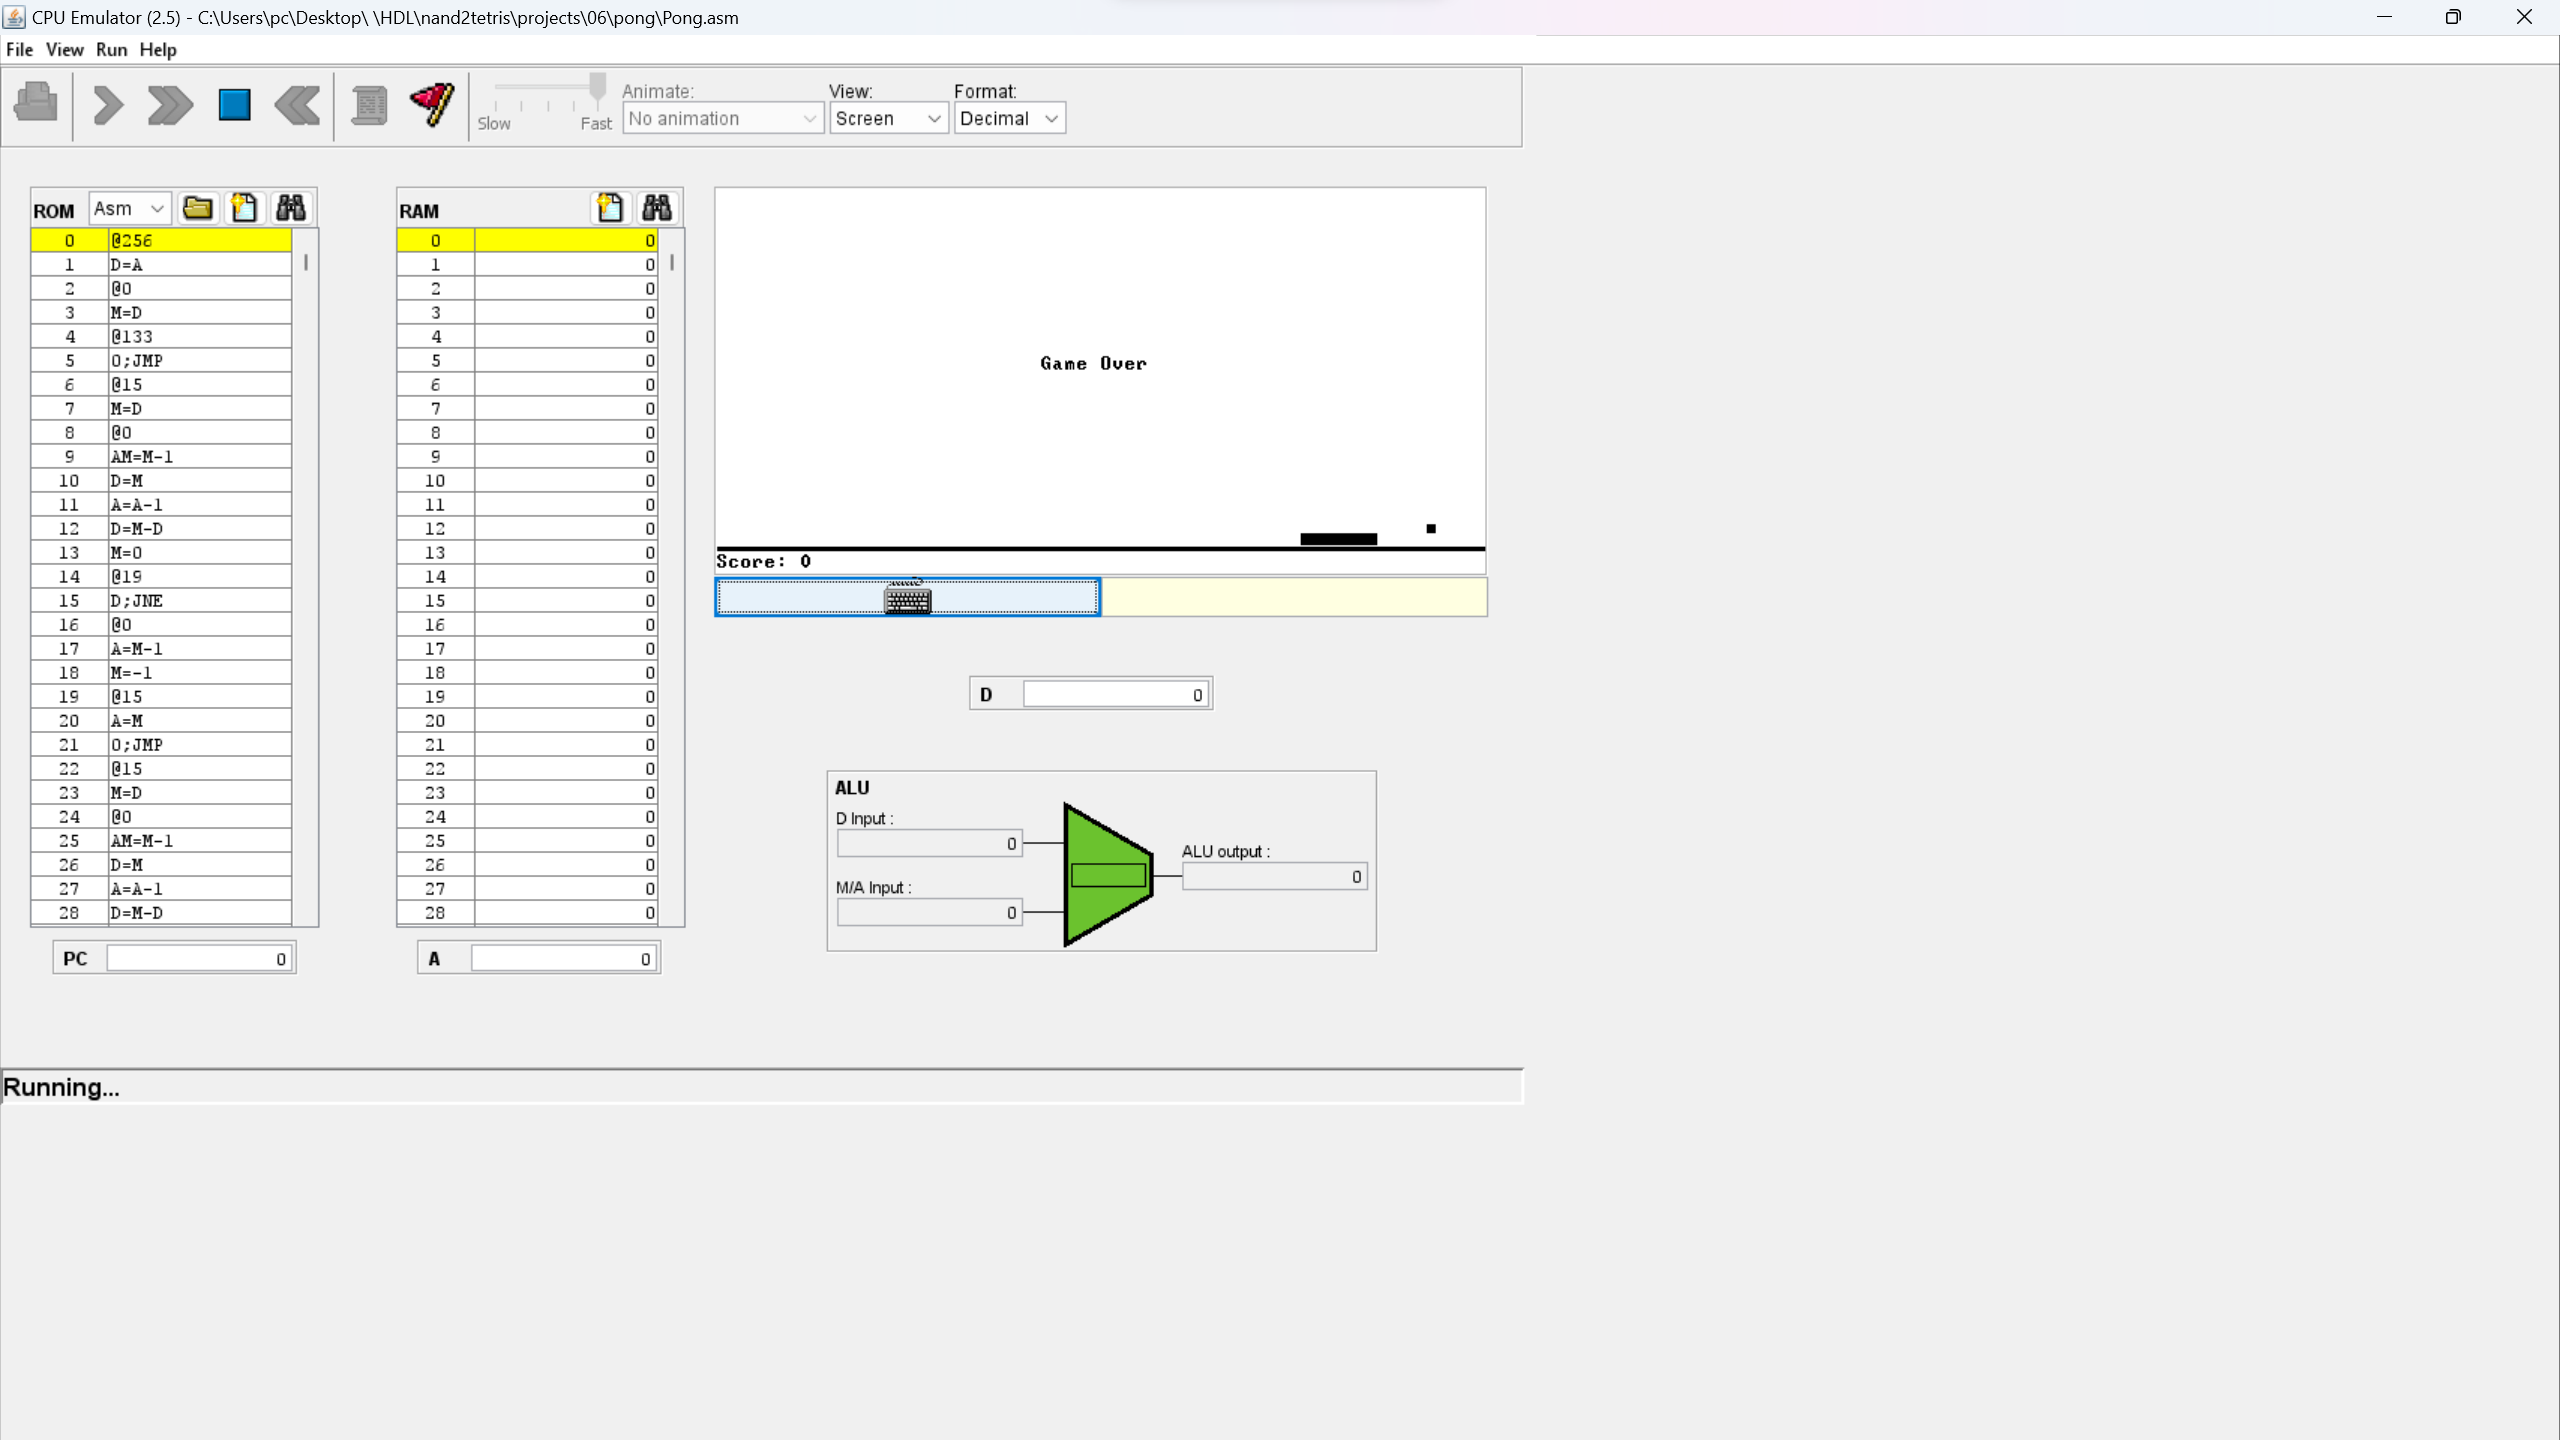 CPU Emulator (2.5) - C:\Users\pc\Desktop\ \HDL\nand2tetris\projects\06\pong\Pong.asm
File View Run Help
Animate: View: Format:
Slow Fast No animation Screen Decimal
ROM Asm
0 @256
1 D=A
2 @0
3 M=D
4 @133
5 0;JMP
6 @15
7 M=D
8 @0
9 AM=M-1
10 D=M
11 A=A-1
12 D=M-D
13 M=0
14 @19
15 D;JNE
16 @0
17 A=M-1
18 M=-1
19 @15
20 A=M
21 0;JMP
22 @15
23 M=D
24 @0
25 AM=M-1
26 D=M
27 A=A-1
28 D=M-D
PC 0
RAM
0 0
1 0
2 0
3 0
4 0
5 0
6 0
7 0
8 0
9 0
10 0
11 0
12 0
13 0
14 0
15 0
16 0
17 0
18 0
19 0
20 0
21 0
22 0
23 0
24 0
25 0
26 0
27 0
28 0
A 0
Game Over
Score: 0
D 0
ALU
D Input :
0
M/A Input :
0
ALU output :
0
Running...